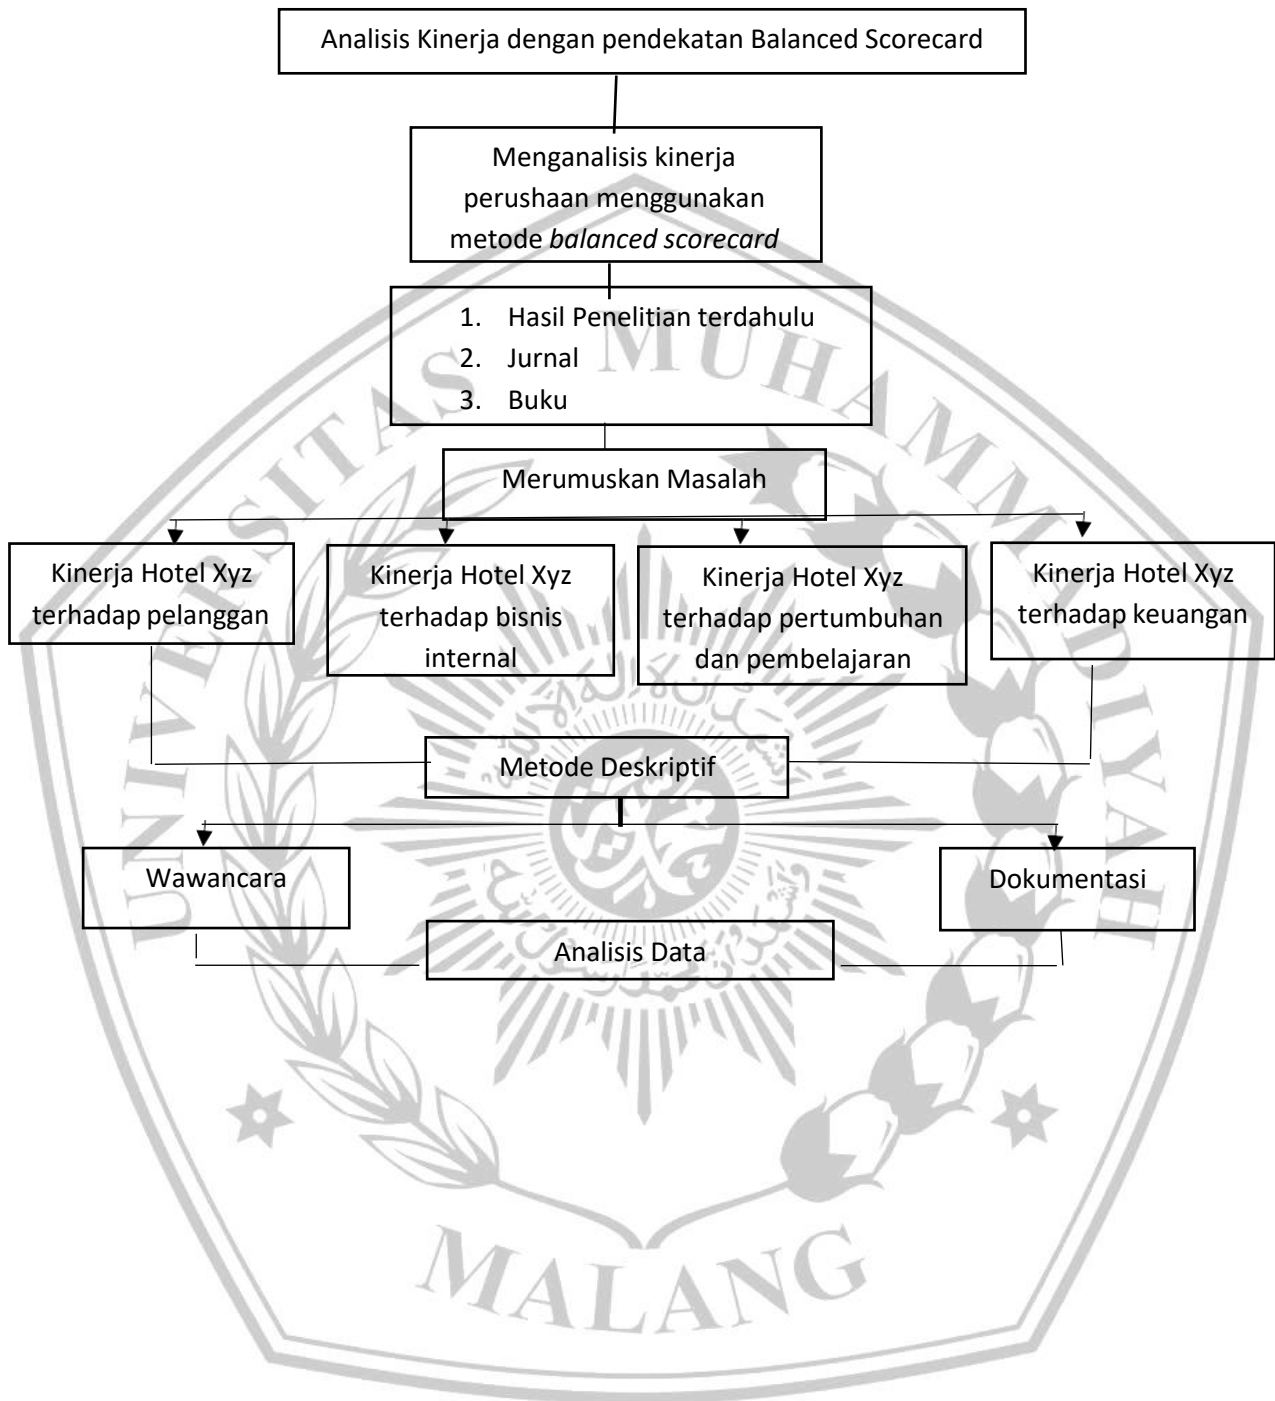 Analisis Kinerja dengan pendekatan Balanced Scorecard
Menganalisis kinerja
perushaan menggunakan
metode balanced scorecard
1. Hasil Penelitian terdahulu
2. Jurnal
3. Buku
Merumuskan Masalah
Kinerja Hotel Xyz
terhadap pelanggan
Kinerja Hotel Xyz
terhadap bisnis
internal
Kinerja Hotel Xyz
terhadap pertumbuhan
dan pembelajaran
Kinerja Hotel Xyz
terhadap keuangan
Metode Deskriptif
Wawancara
Dokumentasi
Analisis Data
UNIVERSITAS MUHAMMADIYAH
MALANG